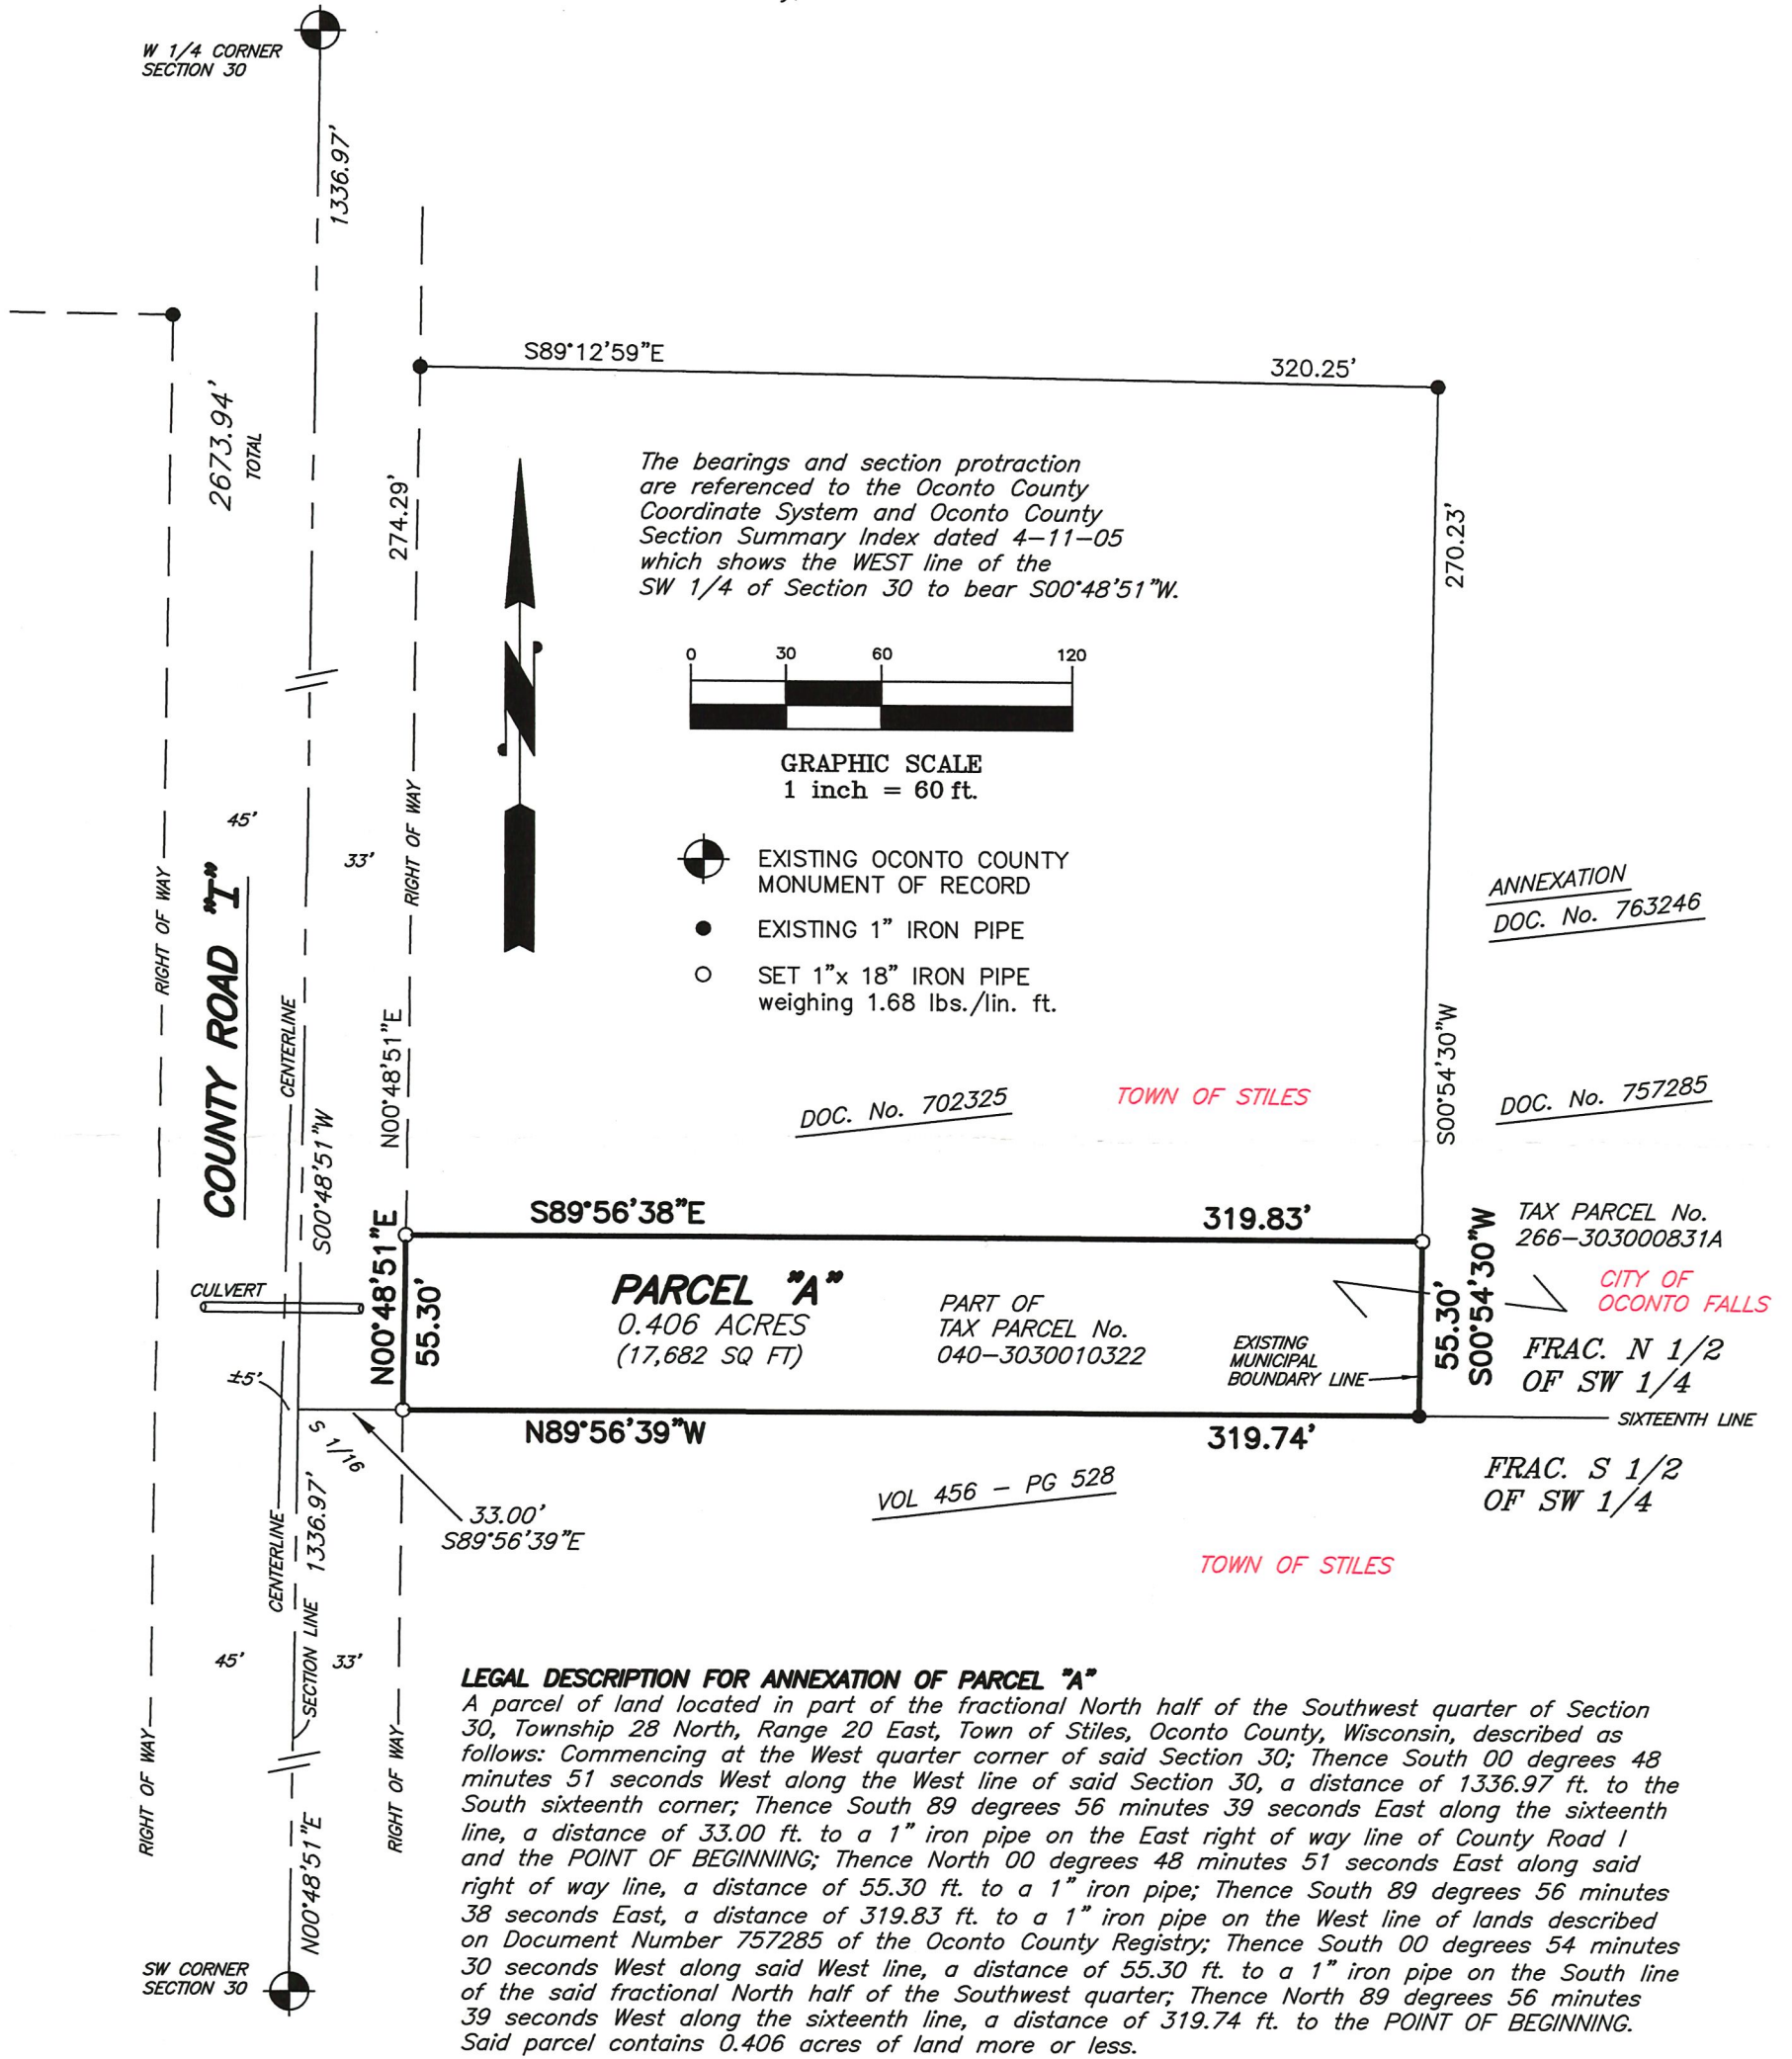 W 1/4 CORNER
SECTION 30
1336.97'
2673.94'
TOTAL
S89°12'59"E
320.25'
274.29'
270.23'
The bearings and section protraction
are referenced to the Oconto County
Coordinate System and Oconto County
Section Summary Index dated 4-11-05
which shows the WEST line of the
SW 1/4 of Section 30 to bear S00°48'51"W.
0 30 60 120
GRAPHIC SCALE
1 inch = 60 ft.
N
EXISTING OCONTO COUNTY
MONUMENT OF RECORD
EXISTING 1" IRON PIPE
SET 1"x 18" IRON PIPE
weighing 1.68 lbs./lin. ft.
45'
33'
RIGHT OF WAY
RIGHT OF WAY
COUNTY ROAD "I"
CENTERLINE
S00°48'51"W
N00°48'51"E
ANNEXATION
DOC. No. 763246
S00°54'30"W
DOC. No. 702325
TOWN OF STILES
DOC. No. 757285
S89°56'38"E
319.83'
N00°48'51"E
55.30'
PARCEL "A"
0.406 ACRES
(17,682 SQ FT)
PART OF
TAX PARCEL No.
040-3030010322
EXISTING
MUNICIPAL
BOUNDARY LINE
55.30'
S00°54'30"W
TAX PARCEL No.
266-303000831A
CITY OF
OCONTO FALLS
FRAC. N 1/2
OF SW 1/4
CULVERT
±5'
S 1/16
N89°56'39"W
319.74'
SIXTEENTH LINE
FRAC. S 1/2
OF SW 1/4
33.00'
S89°56'39"E
VOL 456 - PG 528
TOWN OF STILES
CENTERLINE
1336.97'
SECTION LINE
45'
33'
RIGHT OF WAY
RIGHT OF WAY
N00°48'51"E
SW CORNER
SECTION 30
LEGAL DESCRIPTION FOR ANNEXATION OF PARCEL "A"
A parcel of land located in part of the fractional North half of the Southwest quarter of Section
30, Township 28 North, Range 20 East, Town of Stiles, Oconto County, Wisconsin, described as
follows: Commencing at the West quarter corner of said Section 30; Thence South 00 degrees 48
minutes 51 seconds West along the West line of said Section 30, a distance of 1336.97 ft. to the
South sixteenth corner; Thence South 89 degrees 56 minutes 39 seconds East along the sixteenth
line, a distance of 33.00 ft. to a 1" iron pipe on the East right of way line of County Road I
and the POINT OF BEGINNING; Thence North 00 degrees 48 minutes 51 seconds East along said
right of way line, a distance of 55.30 ft. to a 1" iron pipe; Thence South 89 degrees 56 minutes
38 seconds East, a distance of 319.83 ft. to a 1" iron pipe on the West line of lands described
on Document Number 757285 of the Oconto County Registry; Thence South 00 degrees 54 minutes
30 seconds West along said West line, a distance of 55.30 ft. to a 1" iron pipe on the South line
of the said fractional North half of the Southwest quarter; Thence North 89 degrees 56 minutes
39 seconds West along the sixteenth line, a distance of 319.74 ft. to the POINT OF BEGINNING.
Said parcel contains 0.406 acres of land more or less.